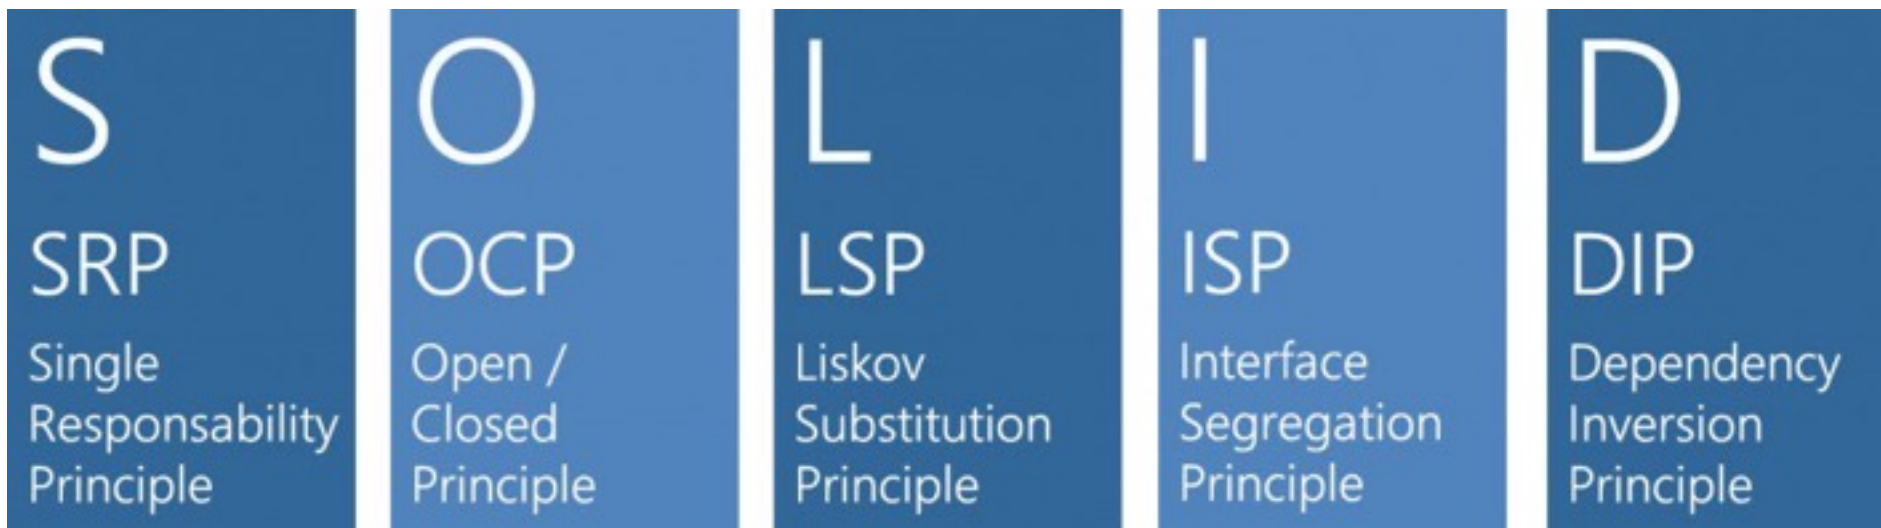 S
SRP
Single
Responsability
Principle
O
OCP
Open /
Closed
Principle
L
LSP
Liskov
Substitution
Principle
I
ISP
Interface
Segregation
Principle
D
DIP
Dependency
Inversion
Principle